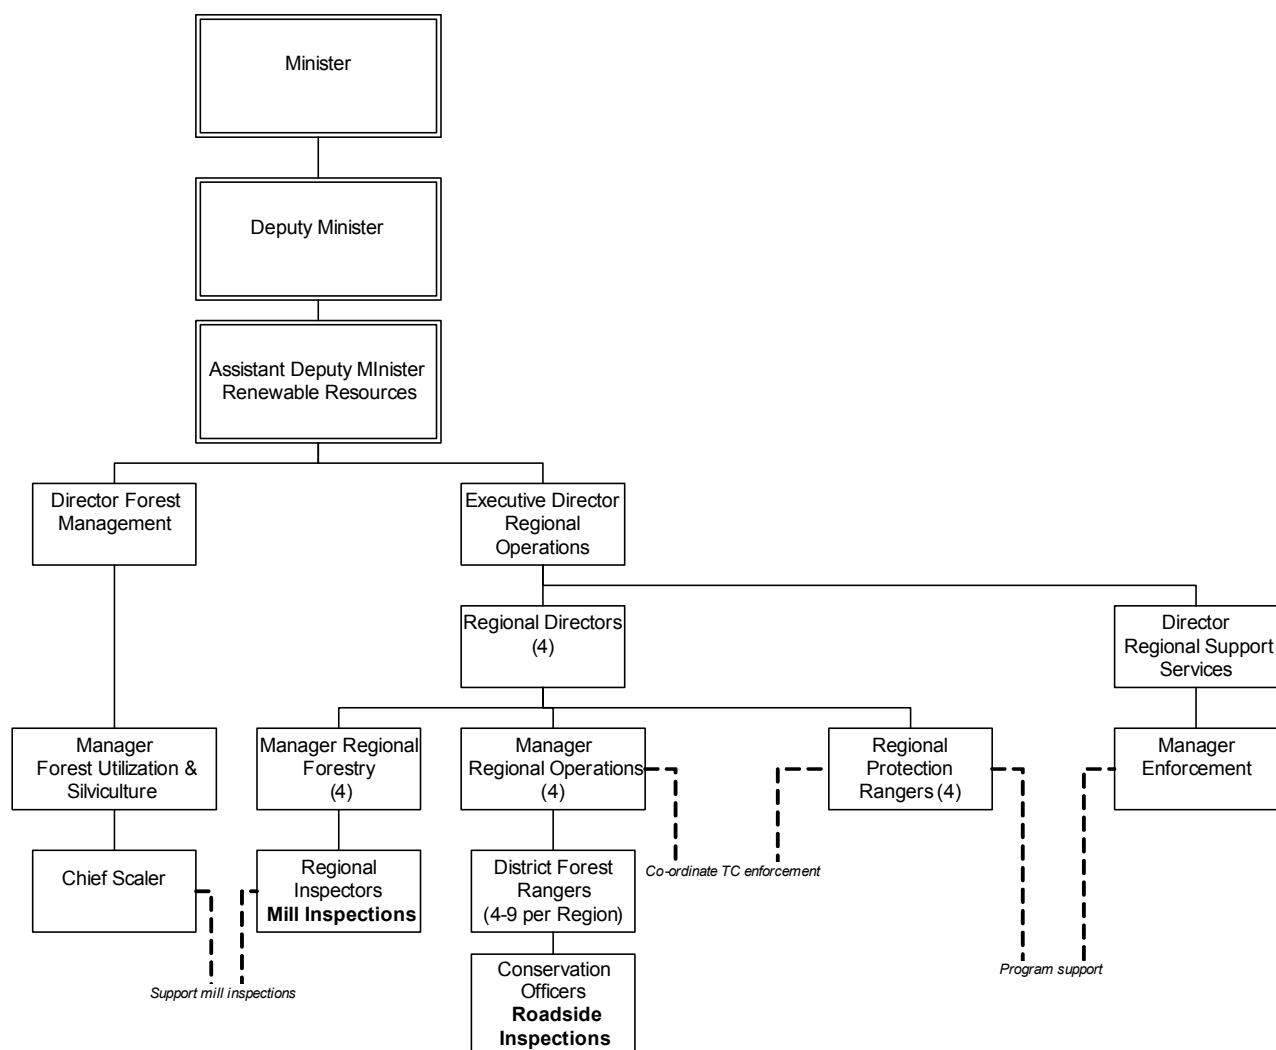 Minister
Deputy Minister
Assistant Deputy MInister
Renewable Resources
Director Forest
Management
Executive Director
Regional
Operations
Regional Directors
(4)
Director
Regional Support
Services
Manager
Forest Utilization &
Silviculture
Manager Regional
Forestry
(4)
Manager
Regional Operations
(4)
Regional
Protection
Rangers (4)
Manager
Enforcement
Chief Scaler
Regional
Inspectors
Mill Inspections
District Forest
Rangers
(4-9 per Region)
Co-ordinate TC enforcement
Conservation
Officers
Roadside
Inspections
Support mill inspections
Program support